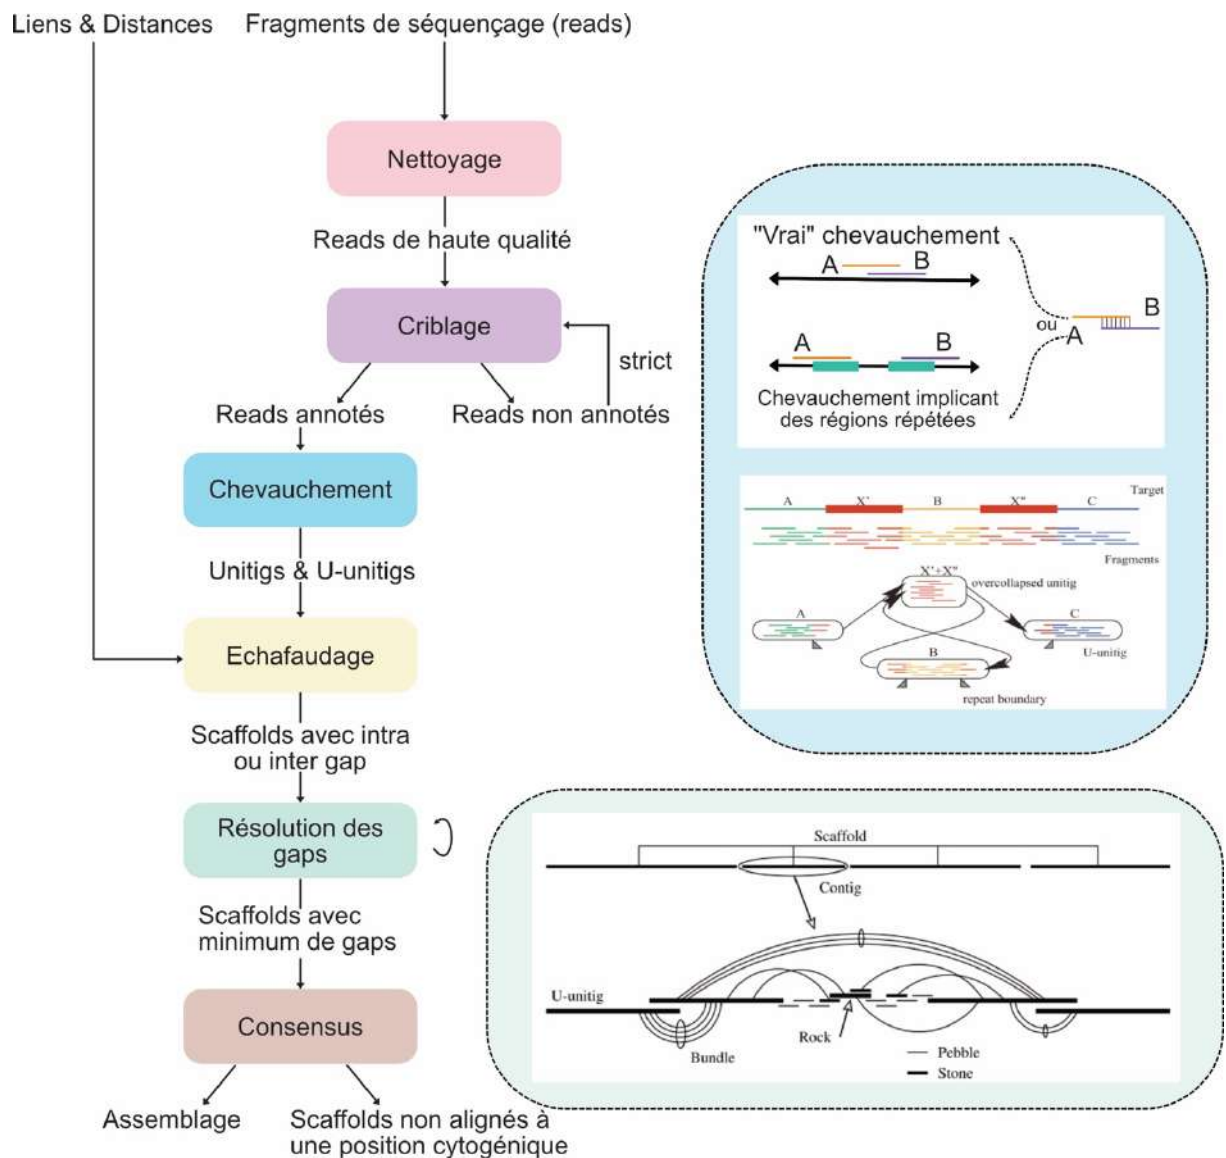 Liens & Distances
Fragments de séquençage (reads)
Nettoyage
Reads de haute qualité
Criblage
strict
Reads annotés
Reads non annotés
Chevauchement
Unitigs & U-unitigs
Echafaudage
Scaffolds avec intra
ou inter gap
Résolution des
gaps
Scaffolds avec
minimum de gaps
Consensus
Assemblage
Scaffolds non alignés à
une position cytogénique
"Vrai" chevauchement
A
B
ou
A
B
A
B
Chevauchement implicant
des régions répétées
A
X'
B
X"
C
Target
Fragments
X'+X"
overcollapsed unitig
A
C
U-unitig
B
repeat boundary
Scaffold
Contig
U-unitig
Rock
Bundle
Pebble
Stone